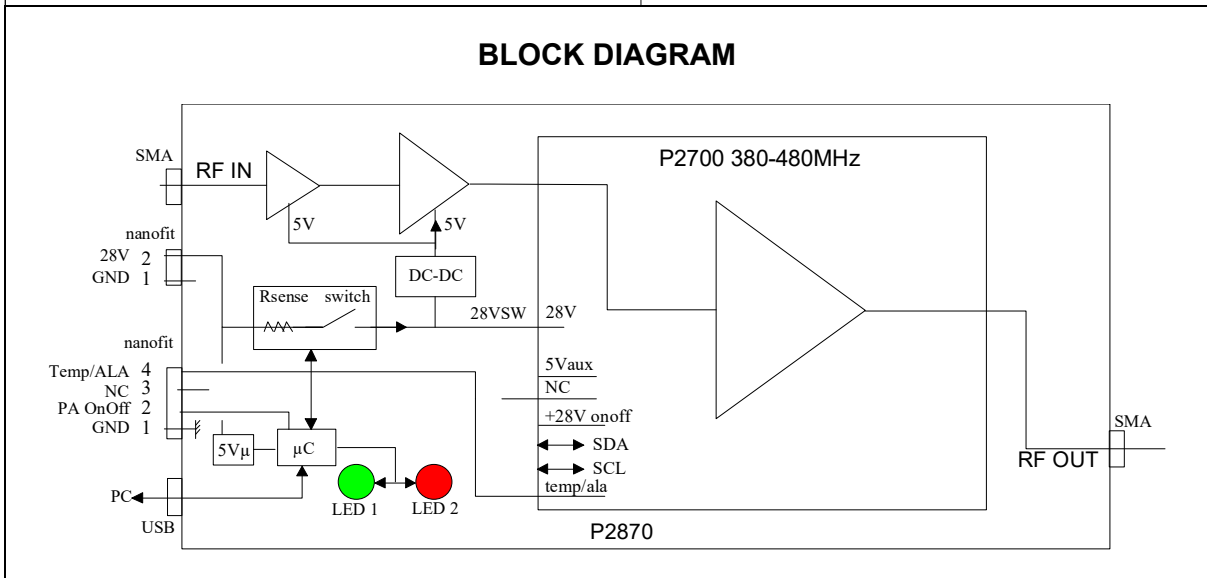 BLOCK DIAGRAM
P2700 380-480MHz
SMA
RF IN
5V
5V
nanofit
28V 2
GND 1
DC-DC
Rsense switch
28VSW
28V
nanofit
Temp/ALA 4
NC 3
PA OnOff 2
GND 1
5Vaux
NC
+28V onoff
SDA
SCL
temp/ala
5Vµ
µC
LED 1
LED 2
PC
USB
SMA
RF OUT
P2870